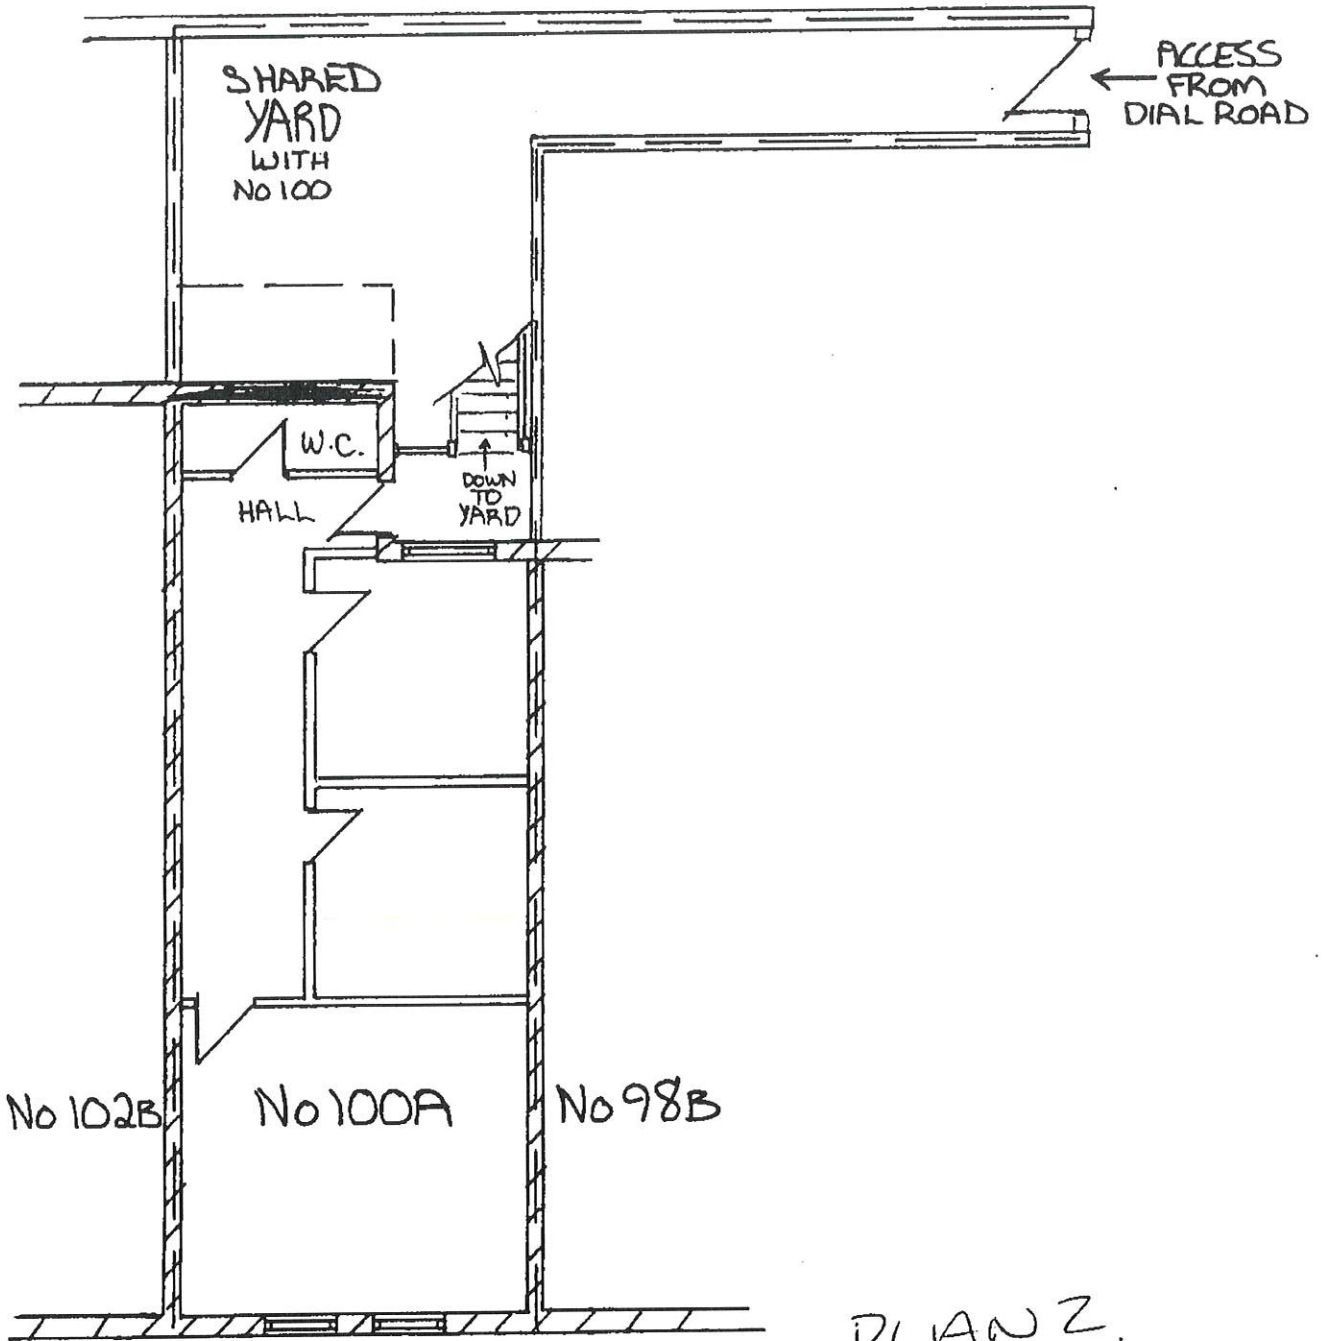 SHARED
YARD
WITH
No 100
ACCESS
FROM
DIAL ROAD
W.C.
HALL
DOWN
TO
YARD
No 102B
No 100A
No 98B
PLAN 2.